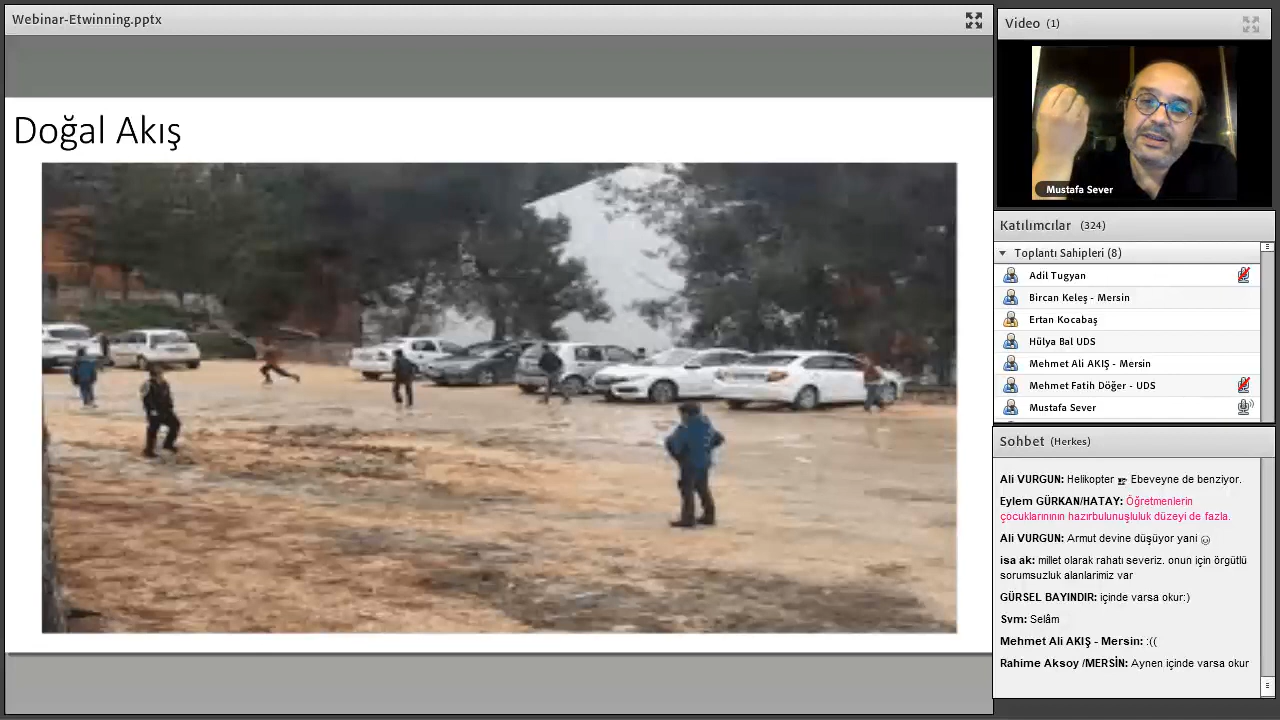 Webinar-Etwinning.pptx
Doğal Akış
Video (1)
Mustafa Sever
Katılımcılar (324)
Toplantı Sahipleri (8)
Adil Tugyan
Bircan Keleş - Mersin
Ertan Kocabaş
Hülya Bal UDS
Mehmet Ali AKIŞ - Mersin
Mehmet Fatih Döğer - UDS
Mustafa Sever
Sohbet (Herkes)
Ali VURGUN: Helikopter Ebeveyne de benziyor.
Eylem GÜRKAN/HATAY: Öğretmenlerin
çocuklarınının hazırbulunuşluluk düzeyi de fazla.
Ali VURGUN: Armut devine düşüyor yani
isa ak: millet olarak rahatı severiz. onun için örgütlü
sorumsuzluk alanlarimiz var
GÜRSEL BAYINDIR: içinde varsa okur:)
Svm: Selâm
Mehmet Ali AKIŞ - Mersin: :((
Rahime Aksoy /MERSİN: Aynen içinde varsa okur